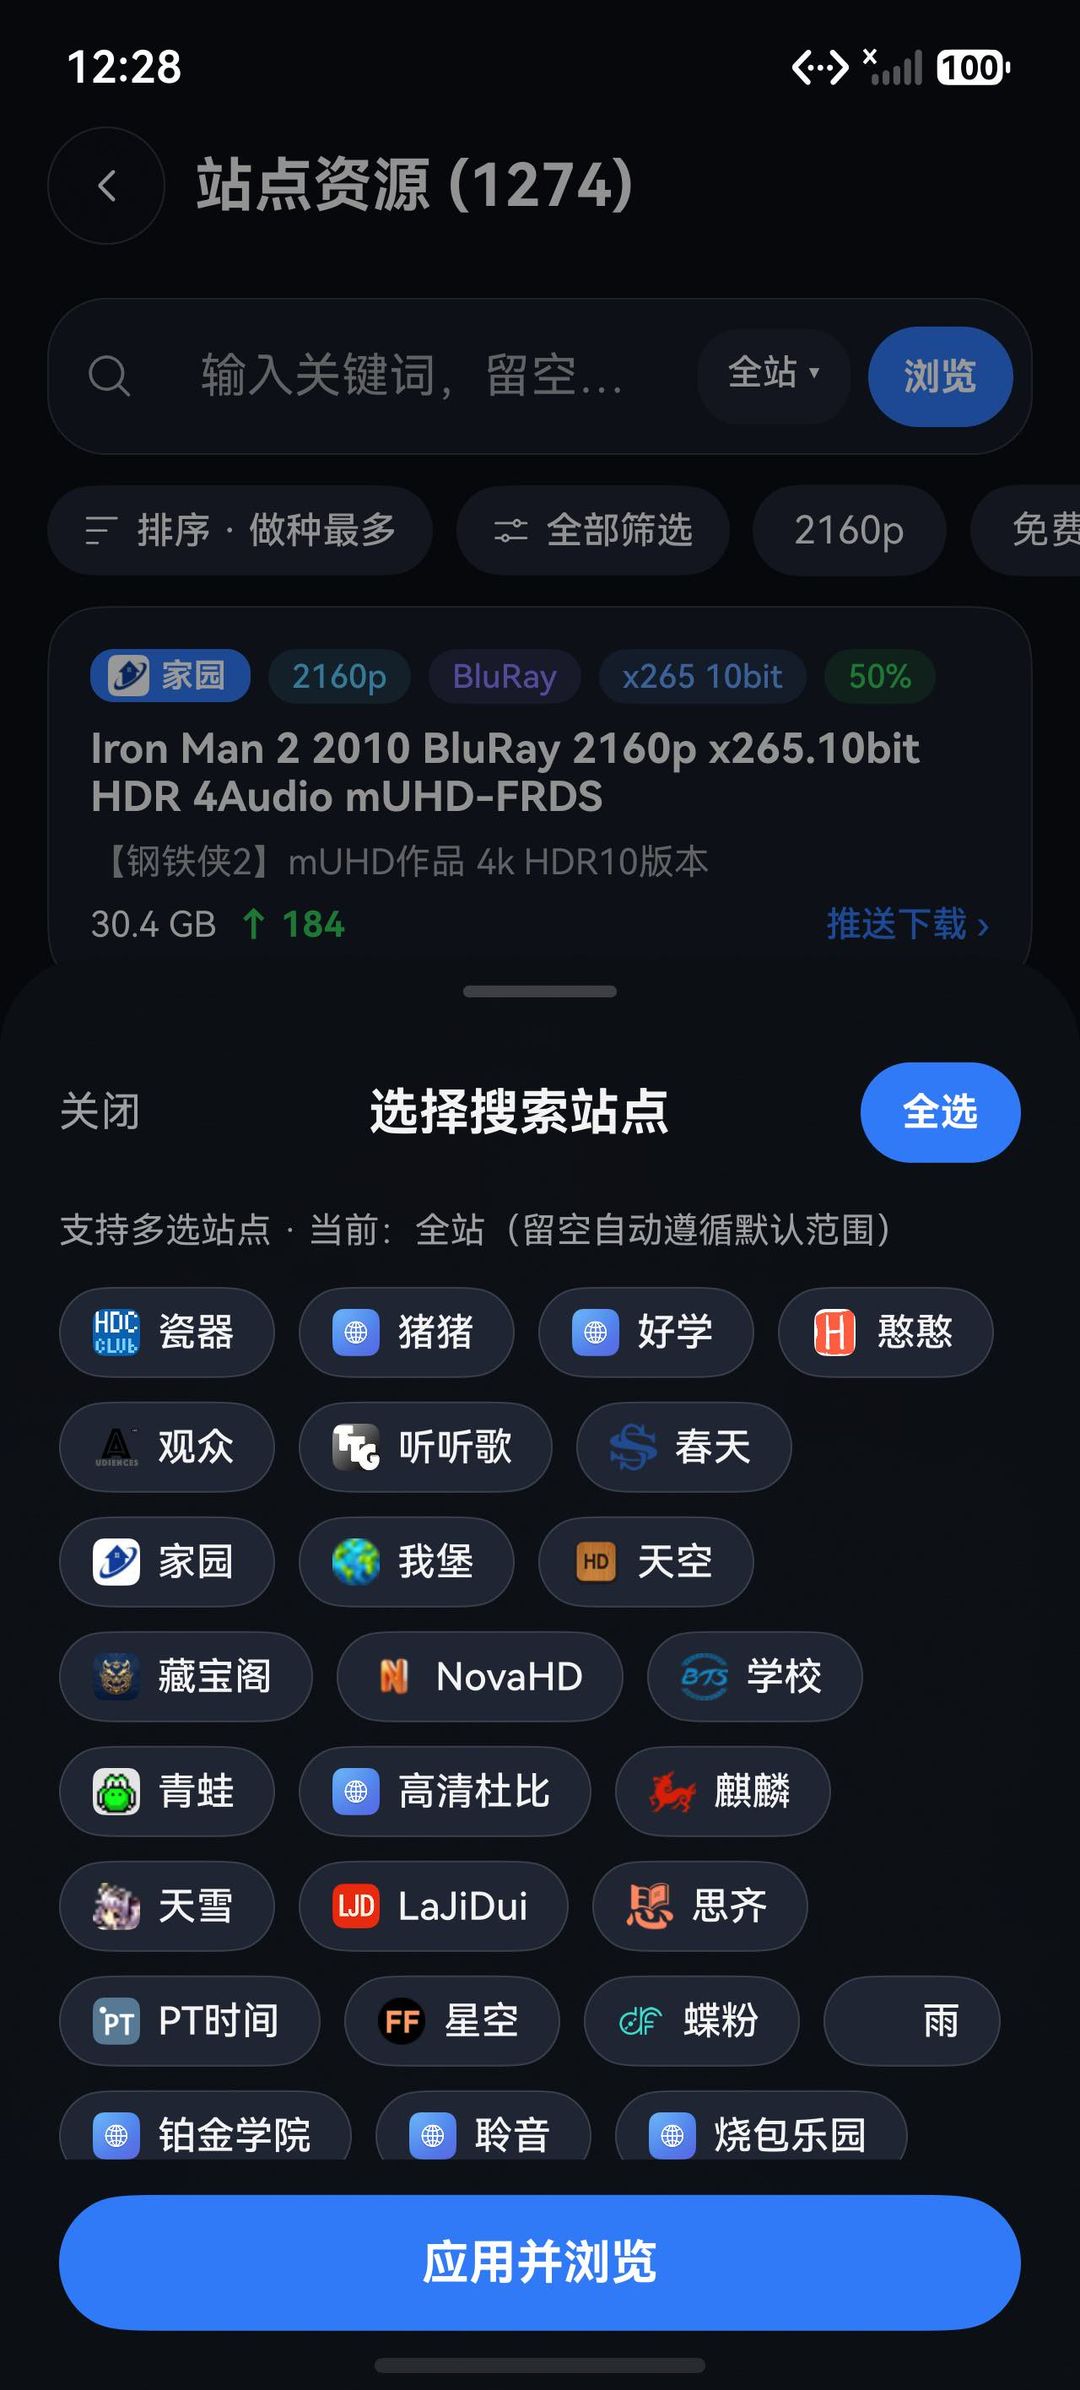 12:28
100
站点资源 (1274)
输入关键词，留空... 全站 ▾ 浏览
排序 · 做种最多 全部筛选 2160p 免费
家园 2160p BluRay x265 10bit 50%
Iron Man 2 2010 BluRay 2160p x265.10bit
HDR 4Audio mUHD-FRDS
【钢铁侠2】mUHD作品 4k HDR10版本
30.4 GB ↑ 184 推送下载 ›
关闭 选择搜索站点 全选
支持多选站点 · 当前：全站（留空自动遵循默认范围）
HDC CLUb 瓷器 猪猪 好学 H 憨憨
A UDIENCES 观众 TTG 听听歌 S 春天
家园 我堡 HD 天空
藏宝阁 N NovaHD BTS 学校
青蛙 高清杜比 麒麟
天雪 LJD LaJiDui 思 思齐
PT PT时间 FF 星空 dF 蝶粉 雨
铂金学院 聆音 烧包乐园
应用并浏览